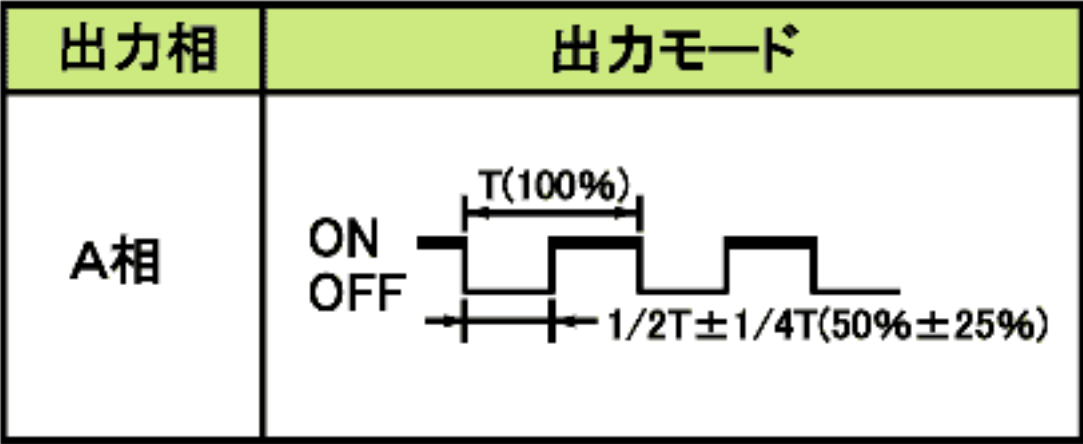 出力相
出力モード
A相
T(100%)
ON
OFF
1/2T±1/4T(50%±25%)